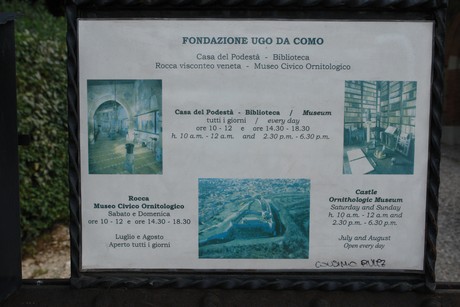 FONDAZIONE UGO DA COMO
Casa del Podestà - Biblioteca
Rocca visconteo veneta - Museo Civico Ornitologico
Casa del Podestà - Biblioteca / Museum
tutti i giorni / every day
ore 10 - 12 e ore 14.30 - 18.30
h. 10 a.m. - 12 a.m. and 2.30 p.m. - 6.30 p.m.
Rocca
Museo Civico Ornitologico
Sabato e Domenica
ore 10 - 12 e 14.30 - 18.30
Luglio e Agosto
Aperto tutti i giorni
Castle
Ornithologic Museum
Saturday and Sunday
h. 10 a.m. - 12 a.m and
2.30 p.m. - 6.30 p.m.
July and August
Open every day